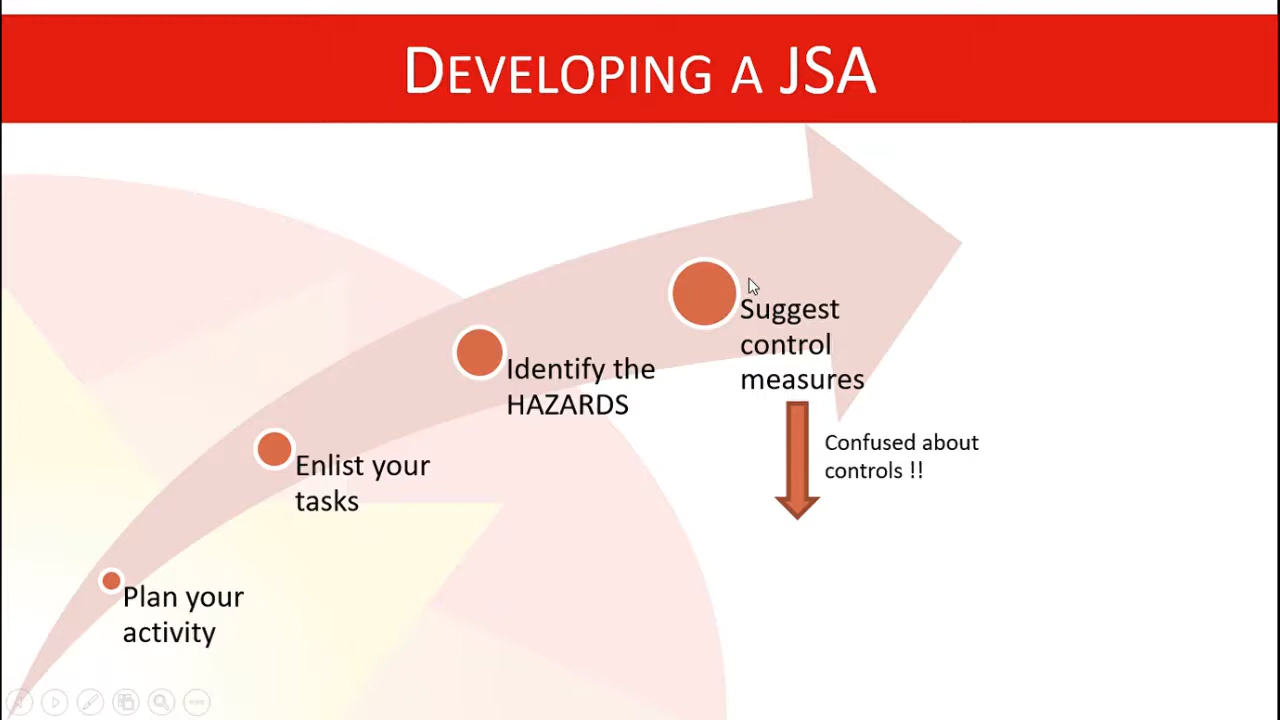 DEVELOPING A JSA
Suggest
control
measures
Identify the
HAZARDS
Confused about
controls !!
Enlist your
tasks
Plan your
activity